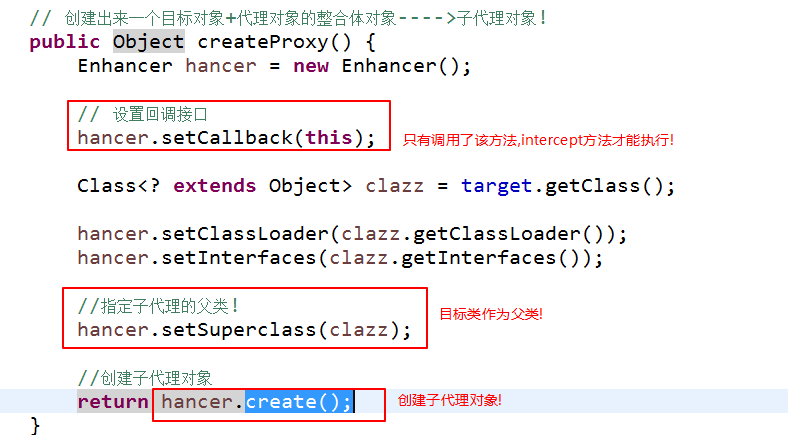 // 创建出来一个目标对象+代理对象的整合体对象---->子代理对象!
public Object createProxy() {
Enhancer hancer = new Enhancer();
// 设置回调接口
hancer.setCallback(this);
只有调用了该方法,intercept方法才能执行!
Class<? extends Object> clazz = target.getClass();
hancer.setClassLoader(clazz.getClassLoader());
hancer.setInterfaces(clazz.getInterfaces());
//指定子代理的父类!
hancer.setSuperclass(clazz);
目标类作为父类!
//创建子代理对象
return hancer.create();
创建子代理对象!
}